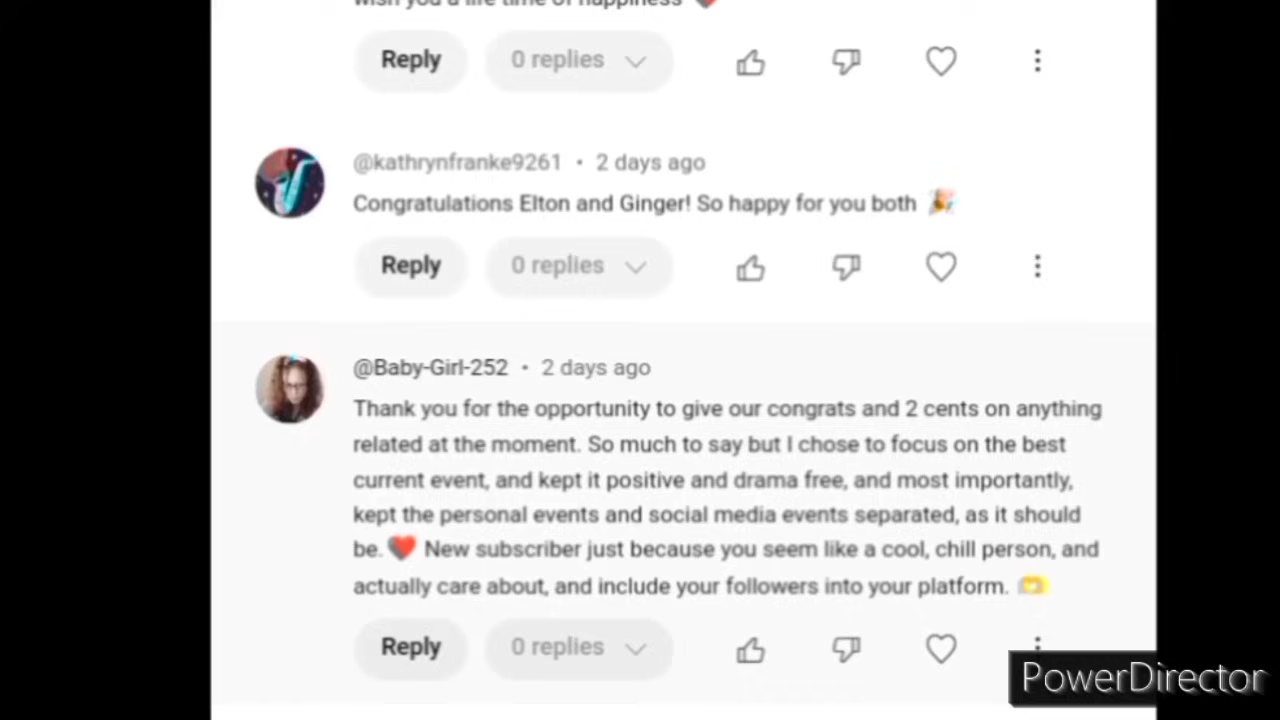 wish you a life time of happiness ❤️
Reply 0 replies
@kathrynfranke9261 • 2 days ago
Congratulations Elton and Ginger! So happy for you both 🎉
Reply 0 replies
@Baby-Girl-252 • 2 days ago
Thank you for the opportunity to give our congrats and 2 cents on anything
related at the moment. So much to say but I chose to focus on the best
current event, and kept it positive and drama free, and most importantly,
kept the personal events and social media events separated, as it should
be. ❤️ New subscriber just because you seem like a cool, chill person, and
actually care about, and include your followers into your platform. 🫶
Reply 0 replies
PowerDirector